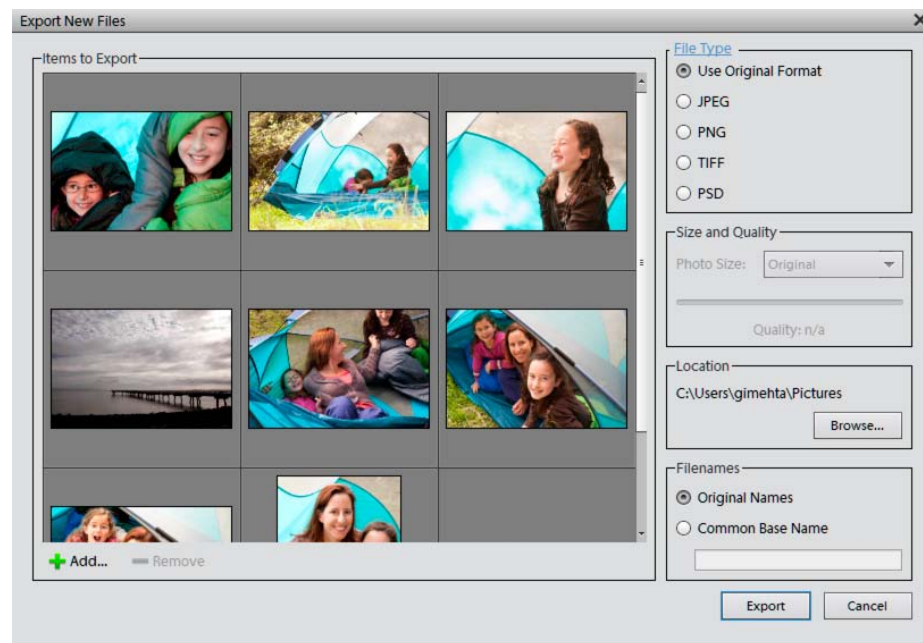 Export New Files
Items to Export
Add...
Remove
File Type
Use Original Format
JPEG
PNG
TIFF
PSD
Size and Quality
Photo Size: Original
Quality: n/a
Location
C:\Users\gimehta\Pictures
Browse...
Filenames
Original Names
Common Base Name
Export
Cancel